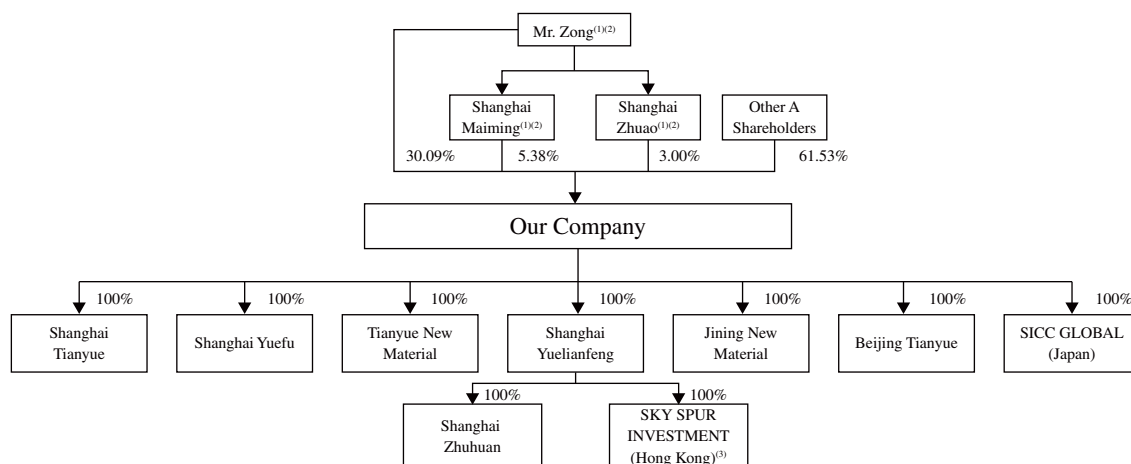 Mr. Zong(1)(2)
Shanghai
Maiming(1)(2)
Shanghai
Zhuao(1)(2)
Other A
Shareholders
30.09%
5.38%
3.00%
61.53%
Our Company
100%
100%
100%
100%
100%
100%
100%
Shanghai
Tianyue
Shanghai Yuefu
Tianyue New
Material
Shanghai
Yuelianfeng
Jining New
Material
Beijing Tianyue
SICC GLOBAL
(Japan)
100%
100%
Shanghai
Zhuhuan
SKY SPUR
INVESTMENT
(Hong Kong)(3)